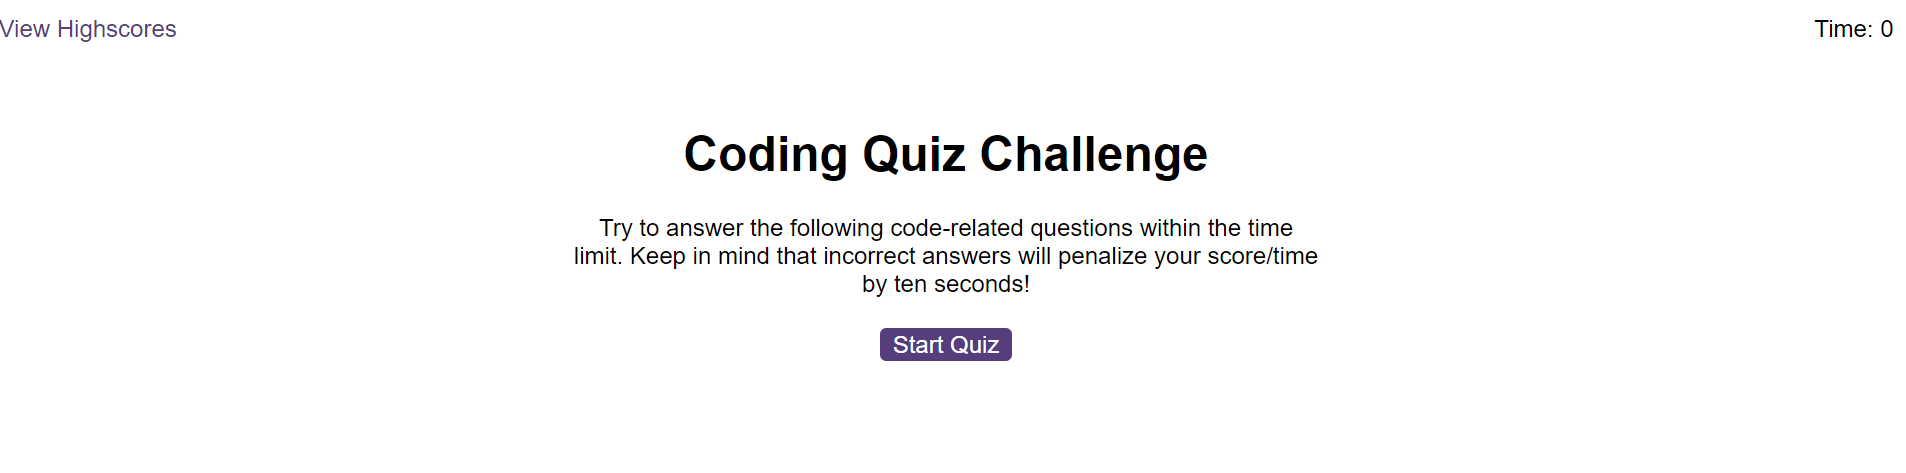 View Highscores
Time: 0
Coding Quiz Challenge
Try to answer the following code-related questions within the time
limit. Keep in mind that incorrect answers will penalize your score/time
by ten seconds!
Start Quiz